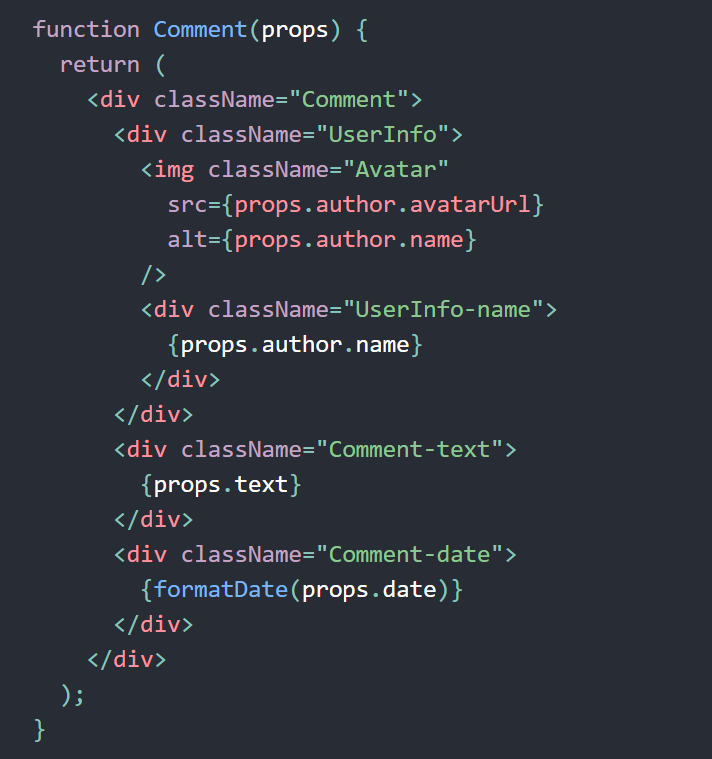 function Comment(props) {
  return (
    <div className="Comment">
      <div className="UserInfo">
        <img className="Avatar"
          src={props.author.avatarUrl}
          alt={props.author.name}
        />
        <div className="UserInfo-name">
          {props.author.name}
        </div>
      </div>
      <div className="Comment-text">
        {props.text}
      </div>
      <div className="Comment-date">
        {formatDate(props.date)}
      </div>
    </div>
  );
}